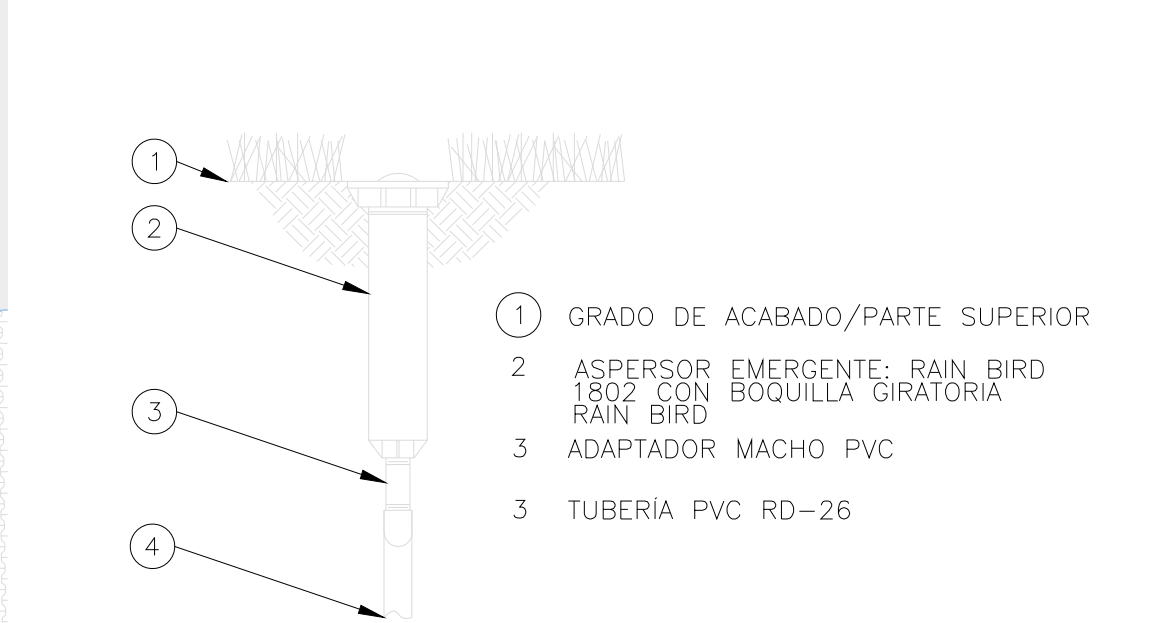 1
2
3
4
1 GRADO DE ACABADO/PARTE SUPERIOR
2 ASPERSOR EMERGENTE: RAIN BIRD
1802 CON BOQUILLA GIRATORIA
RAIN BIRD
3 ADAPTADOR MACHO PVC
3 TUBERÍA PVC RD-26